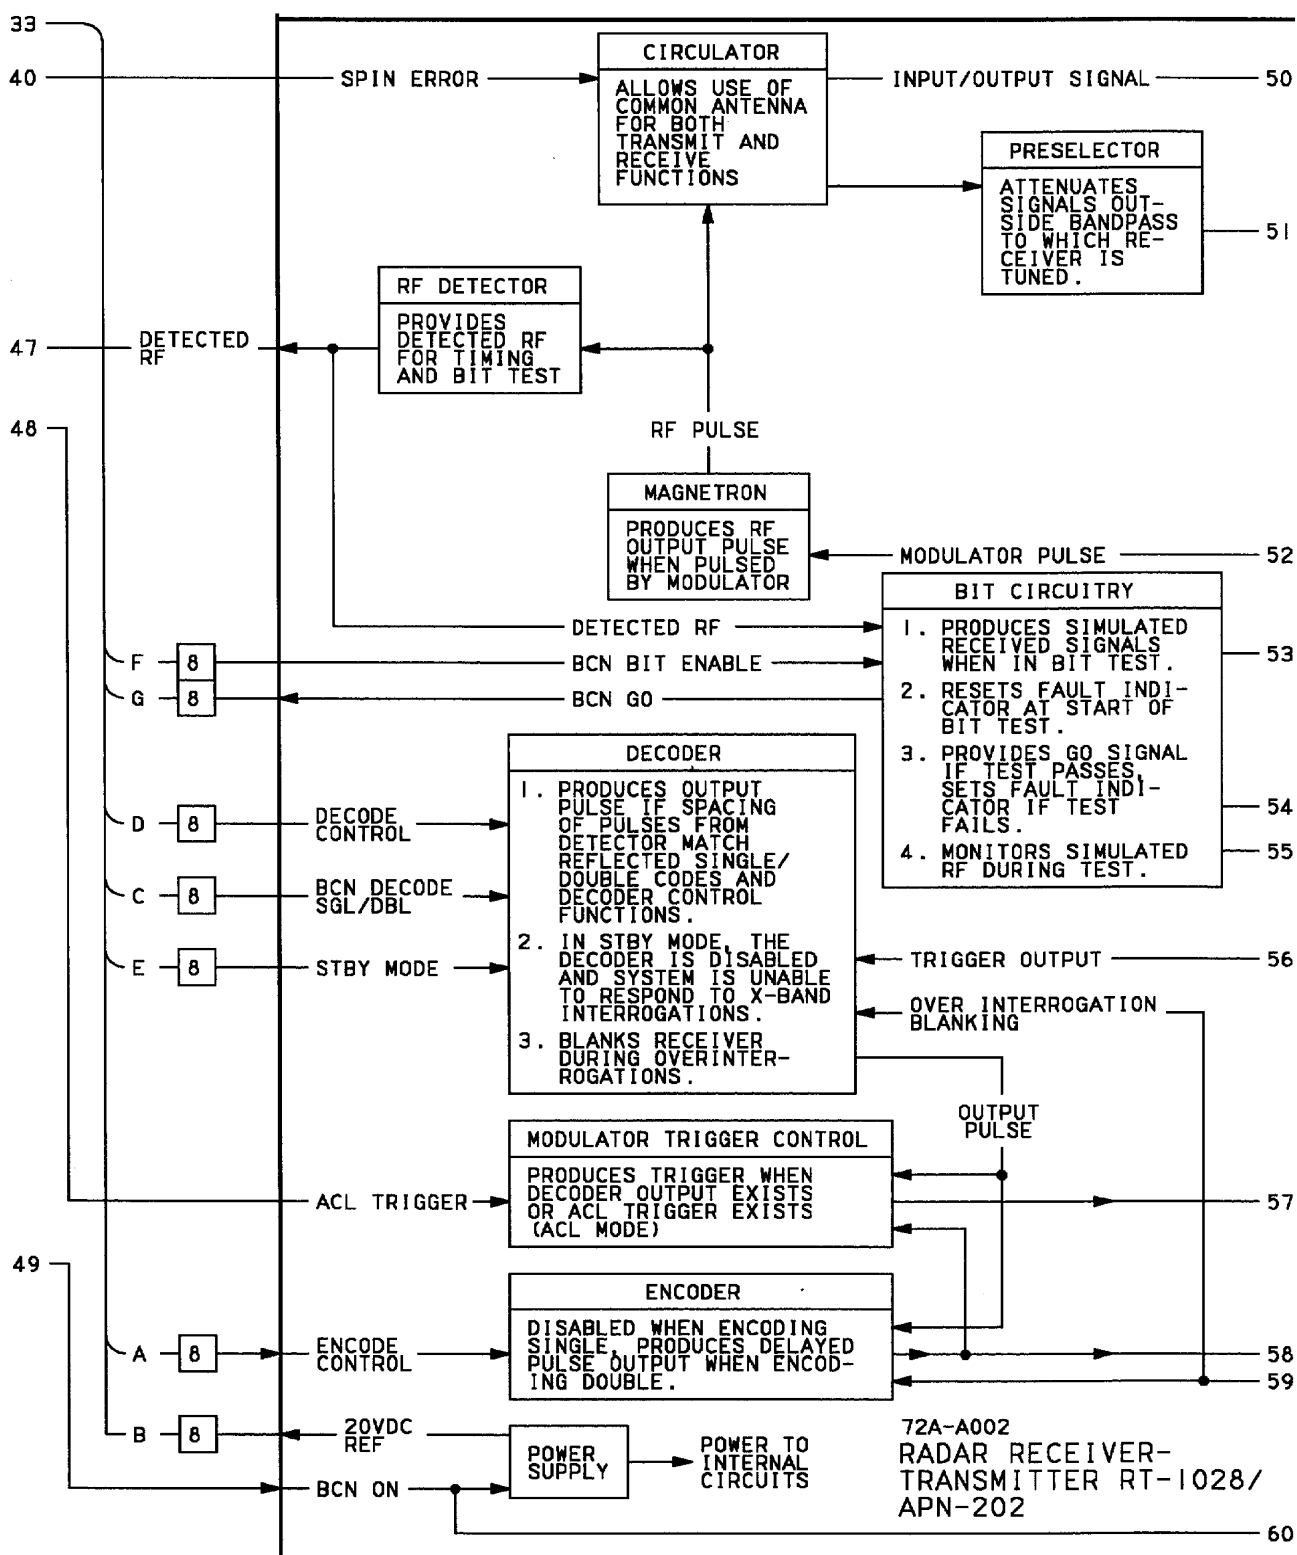 33
40
SPIN ERROR
CIRCULATOR
ALLOWS USE OF
COMMON ANTENNA
FOR BOTH
TRANSMIT AND
RECEIVE
FUNCTIONS
INPUT/OUTPUT SIGNAL
50
PRESELECTOR
ATTENUATES
SIGNALS OUT-
SIDE BANDPASS
TO WHICH RE-
CEIVER IS
TUNED.
51
RF DETECTOR
PROVIDES
DETECTED RF
FOR TIMING
AND BIT TEST
47
DETECTED
RF
48
RF PULSE
MAGNETRON
PRODUCES RF
OUTPUT PULSE
WHEN PULSED
BY MODULATOR
MODULATOR PULSE
52
BIT CIRCUITRY
1. PRODUCES SIMULATED
RECEIVED SIGNALS
WHEN IN BIT TEST.
2. RESETS FAULT INDI-
CATOR AT START OF
BIT TEST.
3. PROVIDES GO SIGNAL
IF TEST PASSES,
SETS FAULT INDI-
CATOR IF TEST
FAILS.
4. MONITORS SIMULATED
RF DURING TEST.
53
54
55
DETECTED RF
F
8
BCN BIT ENABLE
G
8
BCN GO
DECODER
1. PRODUCES OUTPUT
PULSE IF SPACING
OF PULSES FROM
DETECTOR MATCH
REFLECTED SINGLE/
DOUBLE CODES AND
DECODER CONTROL
FUNCTIONS.
2. IN STBY MODE, THE
DECODER IS DISABLED
AND SYSTEM IS UNABLE
TO RESPOND TO X-BAND
INTERROGATIONS.
3. BLANKS RECEIVER
DURING OVERINTER-
ROGATIONS.
D
8
DECODE
CONTROL
C
8
BCN DECODE
SGL/DBL
E
8
STBY MODE
TRIGGER OUTPUT
56
OVER INTERROGATION
BLANKING
OUTPUT
PULSE
MODULATOR TRIGGER CONTROL
PRODUCES TRIGGER WHEN
DECODER OUTPUT EXISTS
OR ACL TRIGGER EXISTS
(ACL MODE)
ACL TRIGGER
57
49
ENCODER
DISABLED WHEN ENCODING
SINGLE, PRODUCES DELAYED
PULSE OUTPUT WHEN ENCOD-
ING DOUBLE.
A
8
ENCODE
CONTROL
58
59
B
8
20VDC
REF
POWER
SUPPLY
POWER TO
INTERNAL
CIRCUITS
BCN ON
72A-A002
RADAR RECEIVER-
TRANSMITTER RT-1028/
APN-202
60